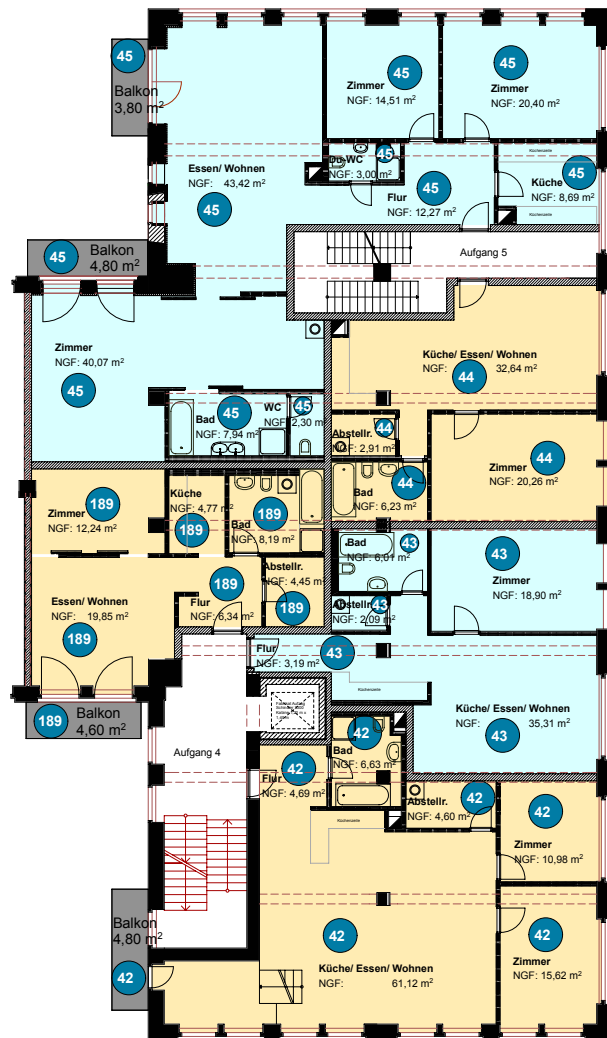 45
Balkon
3,80 m²
45
Zimmer
NGF: 14,51 m²
45
Zimmer
NGF: 20,40 m²
Küchenzeile
Du-WC
45
NGF: 3,00 m²
Essen/ Wohnen
NGF: 43,42 m²
45
45
Flur
NGF: 12,27 m²
45
Küche
NGF: 8,69 m²
Küchenzeile
45
Balkon
4,80 m²
Aufgang 5
Zimmer
NGF: 40,07 m²
45
Küche/ Essen/ Wohnen
NGF: 32,64 m²
44
Bad
45
NGF: 7,94 m²
WC
45
NGF: 2,30 m²
Abstellr.
44
NGF: 2,91 m²
44
Zimmer
NGF: 20,26 m²
Bad
44
NGF: 6,23 m²
189
Zimmer
NGF: 12,24 m²
Küche
NGF: 4,77 m²
189
189
Bad
NGF: 8,19 m²
Bad
43
NGF: 6,01 m²
43
Zimmer
NGF: 18,90 m²
Essen/ Wohnen
NGF: 19,85 m²
189
189
Flur
NGF: 6,34 m²
Abstellr.
NGF: 4,45 m²
189
Abstellr.
43
NGF: 2,09 m²
Flur
43
NGF: 3,19 m²
Küchenzeile
Küche/ Essen/ Wohnen
NGF: 35,31 m²
43
189
Balkon
4,60 m²
Aufgang 4
42
Bad
NGF: 6,63 m²
Flur
42
NGF: 4,69 m²
Abstellr.
42
NGF: 4,60 m²
42
Zimmer
NGF: 10,98 m²
Küchenzeile
Balkon
4,80 m²
42
42
Küche/ Essen/ Wohnen
NGF: 61,12 m²
42
Zimmer
NGF: 15,62 m²